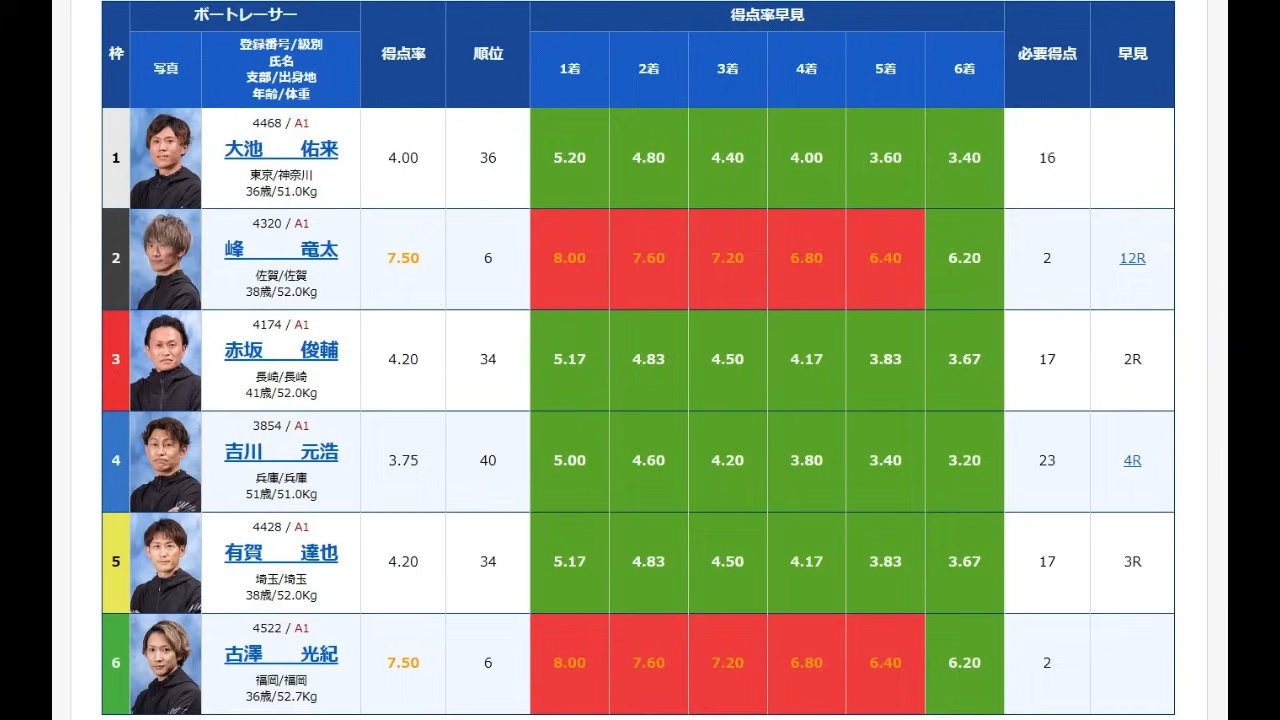 枠 ボートレーサー 得点率 順位 得点率早見 必要得点 早見
写真 登録番号/級別 1着 2着 3着 4着 5着 6着
氏名
支部/出身地
年齢/体重
4468 / A1
1 大池 佑来 4.00 36 5.20 4.80 4.40 4.00 3.60 3.40 16
東京/神奈川
36歳/51.0Kg
4320 / A1
2 峰 竜太 7.50 6 8.00 7.60 7.20 6.80 6.40 6.20 2 12R
佐賀/佐賀
38歳/52.0Kg
4174 / A1
3 赤坂 俊輔 4.20 34 5.17 4.83 4.50 4.17 3.83 3.67 17 2R
長崎/長崎
41歳/52.0Kg
3854 / A1
4 吉川 元浩 3.75 40 5.00 4.60 4.20 3.80 3.40 3.20 23 4R
兵庫/兵庫
51歳/51.0Kg
4428 / A1
5 有賀 達也 4.20 34 5.17 4.83 4.50 4.17 3.83 3.67 17 3R
埼玉/埼玉
38歳/52.0Kg
4522 / A1
6 古澤 光紀 7.50 6 8.00 7.60 7.20 6.80 6.40 6.20 2
福岡/福岡
36歳/52.7Kg